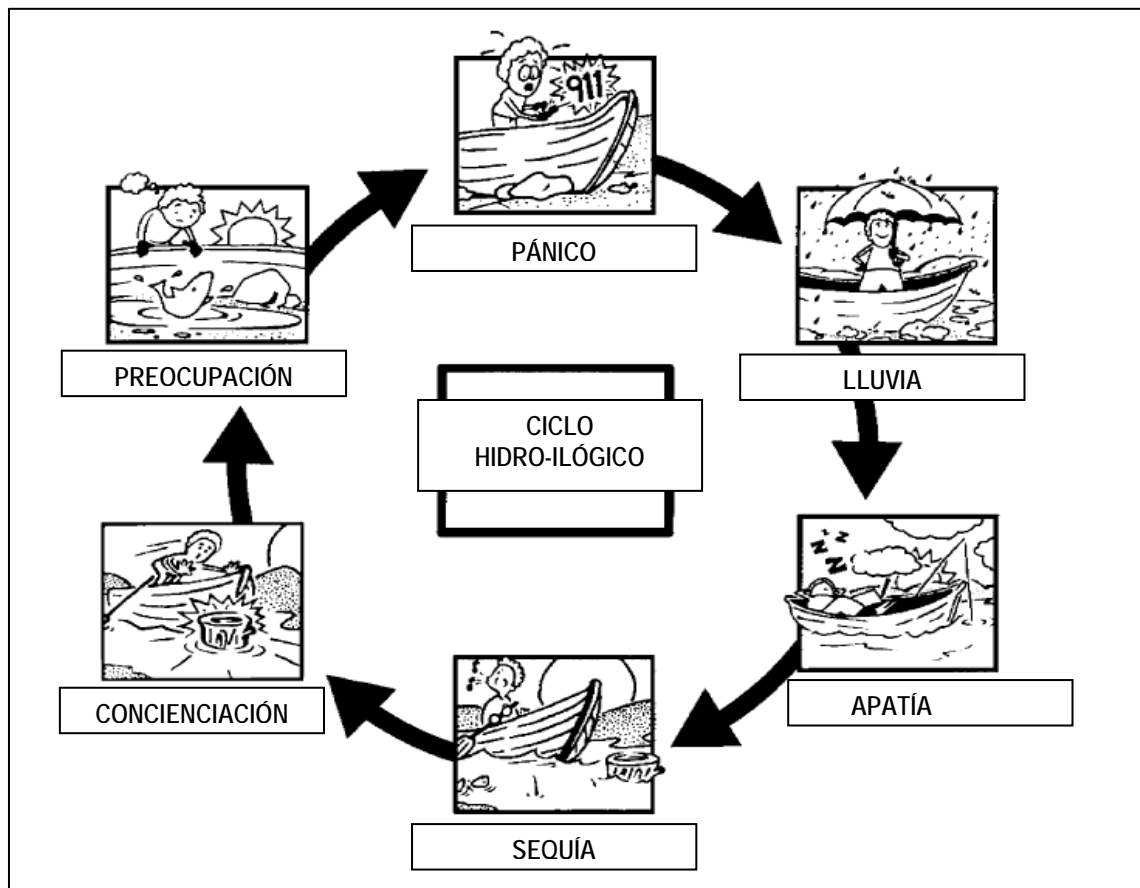 911
PÁNICO
PREOCUPACIÓN
LLUVIA
CICLO
HIDRO-ILÓGICO
Z Z Z
Z
CONCIENCIACIÓN
APATÍA
SEQUÍA